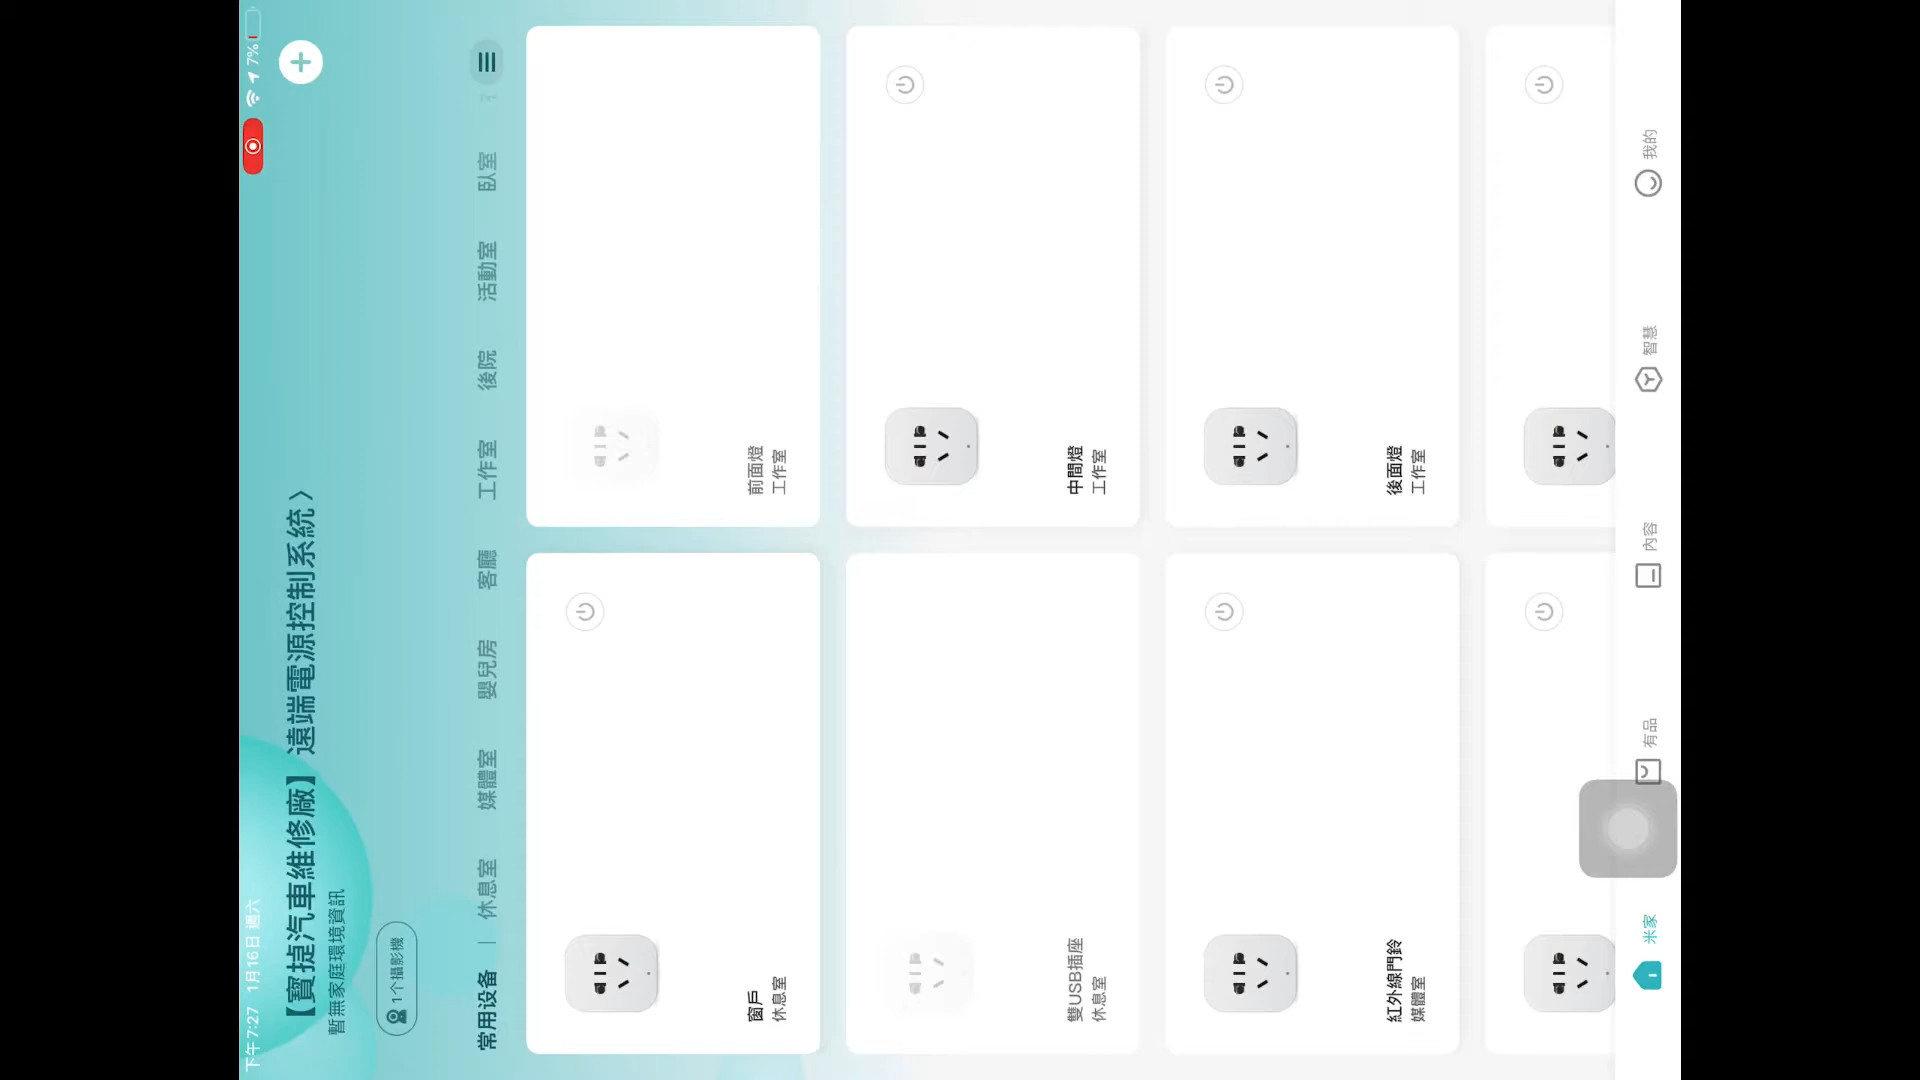 下午7:27 1月16日 週六
7%
【寶捷汽車維修廠】遠端電源控制系統
暫無家庭環境資訊
1个攝影機
常用设备 休息室 媒體室 嬰兒房 客廳 工作室 後院 活動室 臥室
窗戶
休息室
前面燈
工作室
雙USB插座
休息室
中間燈
工作室
紅外線門鈴
媒體室
後面燈
工作室
米家 有品 內容 智慧 我的